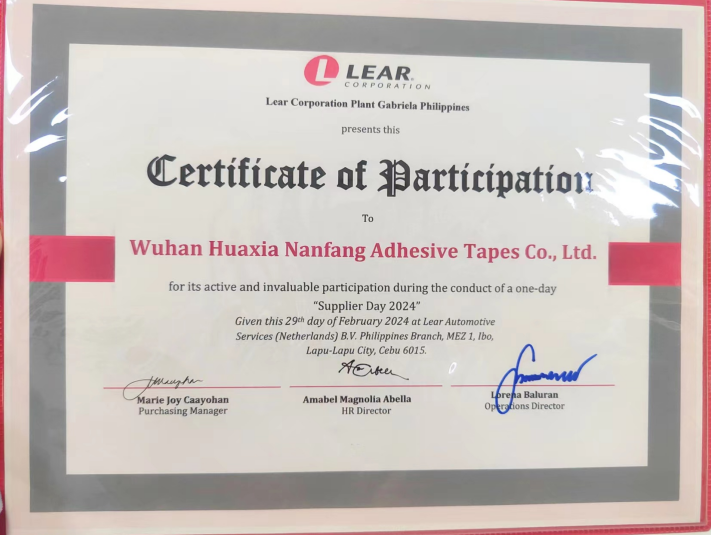 LEAR.
CORPORATION
Lear Corporation Plant Gabriela Philippines
presents this
Certificate of Participation
To
Wuhan Huaxia Nanfang Adhesive Tapes Co., Ltd.
for its active and invaluable participation during the conduct of a one-day
“Supplier Day 2024”
Given this 29th day of February 2024 at Lear Automotive
Services (Netherlands) B.V. Philippines Branch, MEZ 1, Ibo,
Lapu-Lapu City, Cebu 6015.
Marie Joy Caayohan
Purchasing Manager
Amabel Magnolia Abella
HR Director
Lorena Baluran
Operations Director